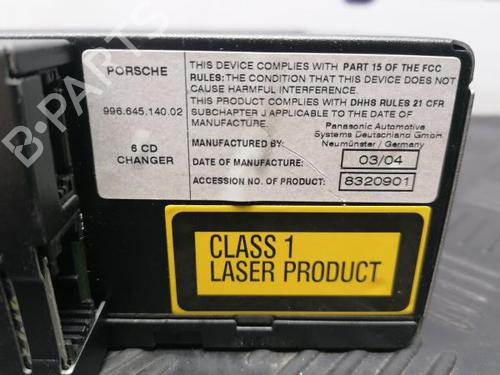 PORSCHE
996.645.140.02
6 CD
CHANGER
THIS DEVICE COMPLIES WITH PART 15 OF THE FCC
RULES: THE CONDITION THAT THIS DEVICE DOES NOT
CAUSE HARMFUL INTERFERENCE.
THIS PRODUCT COMPLIES WITH DHHS RULES 21 CFR
SUBCHAPTER J APPLICABLE TO THE DATE OF
MANUFACTURE.
MANUFACTURED BY:
Panasonic Automotive
Systems Deutschland GmbH
Neumünster / Germany
DATE OF MANUFACTURE: 03/04
ACCESSION NO. OF PRODUCT: 8320901
CLASS 1
LASER PRODUCT
B-PARTS